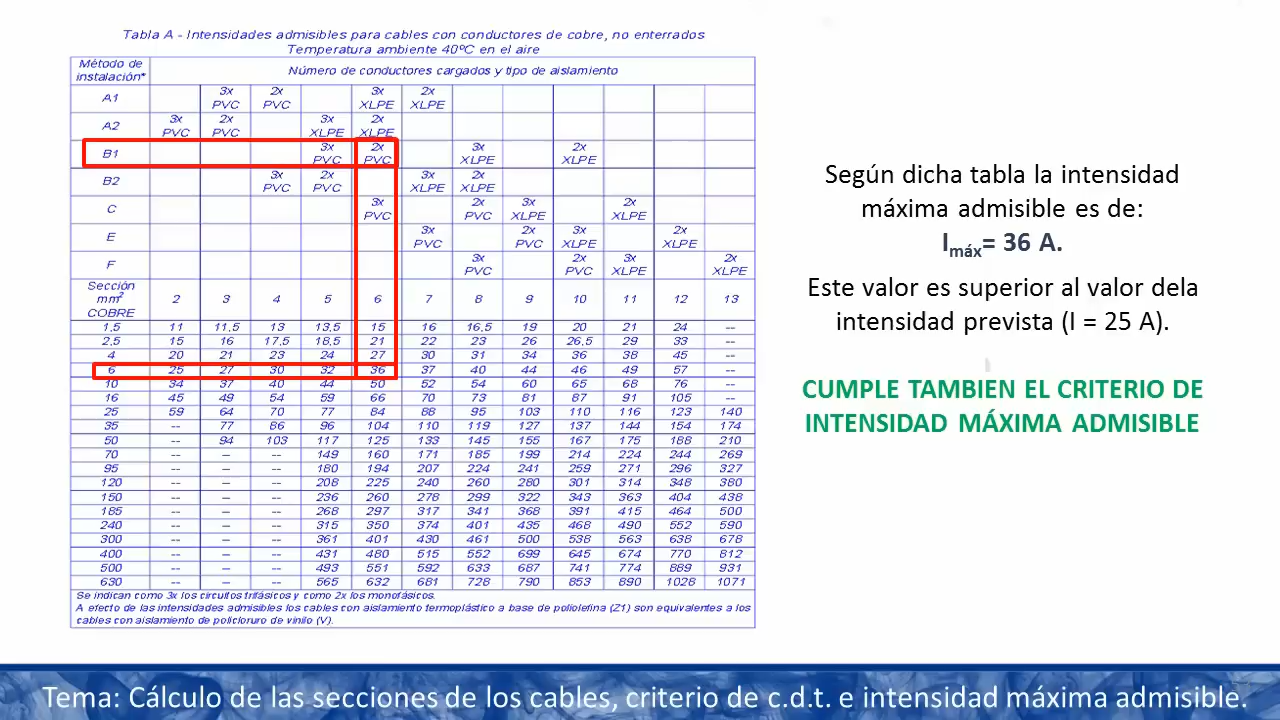 Tabla A - Intensidades admisibles para cables con conductores de cobre, no enterrados
Temperatura ambiente 40ºC en el aire
Método de instalación* Número de conductores cargados y tipo de aislamiento
A1 3x PVC 2x PVC 3x XLPE 2x XLPE
A2 3x PVC 2x PVC 3x XLPE 2x XLPE
B1 3x PVC 2x PVC 3x XLPE 2x XLPE
B2 3x PVC 2x PVC 3x XLPE 2x XLPE
C 3x PVC 2x PVC 3x XLPE 2x XLPE
E 3x PVC 2x PVC 3x XLPE 2x XLPE
F 3x PVC 2x PVC 3x XLPE 2x XLPE
Sección mm² COBRE 2 3 4 5 6 7 8 9 10 11 12 13
1,5 11 11,5 13 13,5 15 16 16,5 19 20 21 24 --
2,5 15 16 17,5 18,5 21 22 23 26 26,5 29 33 --
4 20 21 23 24 27 30 31 34 36 38 45 --
6 25 27 30 32 36 37 40 44 46 49 57 --
10 34 37 40 44 50 52 54 60 65 68 76 --
16 45 49 54 59 66 70 73 81 87 91 105 --
25 59 64 70 77 84 88 95 103 110 116 123 140
35 -- 77 86 96 104 110 119 127 137 144 154 174
50 -- 94 103 117 125 133 145 155 167 175 188 210
70 -- -- -- 149 160 171 185 199 214 224 244 269
95 -- -- -- 180 194 207 224 241 259 271 296 327
120 -- -- -- 208 225 240 260 280 301 314 348 380
150 -- -- -- 236 260 278 299 322 343 363 404 438
185 -- -- -- 268 297 317 341 368 391 415 464 500
240 -- -- -- 315 350 374 401 435 468 490 552 590
300 -- -- -- 361 401 430 461 500 538 563 638 678
400 -- -- -- 431 480 515 552 699 645 674 770 812
500 -- -- -- 493 551 592 633 687 741 774 889 931
630 -- -- -- 565 632 681 728 790 853 890 1028 1071
Se indican como 3x los circuitos trifásicos y como 2x los monofásicos.
A efecto de las intensidades admisibles los cables con aislamiento termoplástico a base de poliolefina (Z1) son equivalentes a los
cables con aislamiento de policloruro de vinilo (V).
Según dicha tabla la intensidad
máxima admisible es de:
Imáx= 36 A.
Este valor es superior al valor dela
intensidad prevista (I = 25 A).
CUMPLE TAMBIEN EL CRITERIO DE
INTENSIDAD MÁXIMA ADMISIBLE
Tema: Cálculo de las secciones de los cables, criterio de c.d.t. e intensidad máxima admisible.